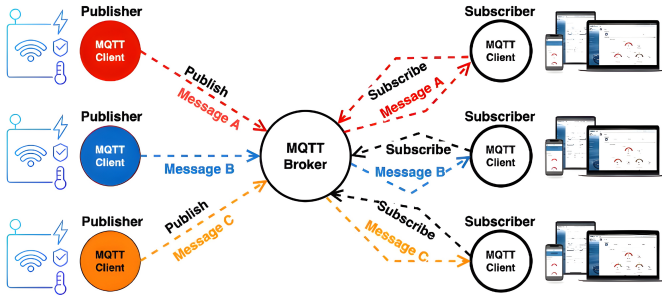 Publisher
MQTT
Client
Publish
Message A
Subscriber
MQTT
Client
Subscribe
Message A
Publisher
MQTT
Client
Message B
MQTT
Broker
Subscriber
MQTT
Client
Subscribe
Message B
Publisher
MQTT
Client
Publish
Message C
Subscriber
MQTT
Client
Subscribe
Message C